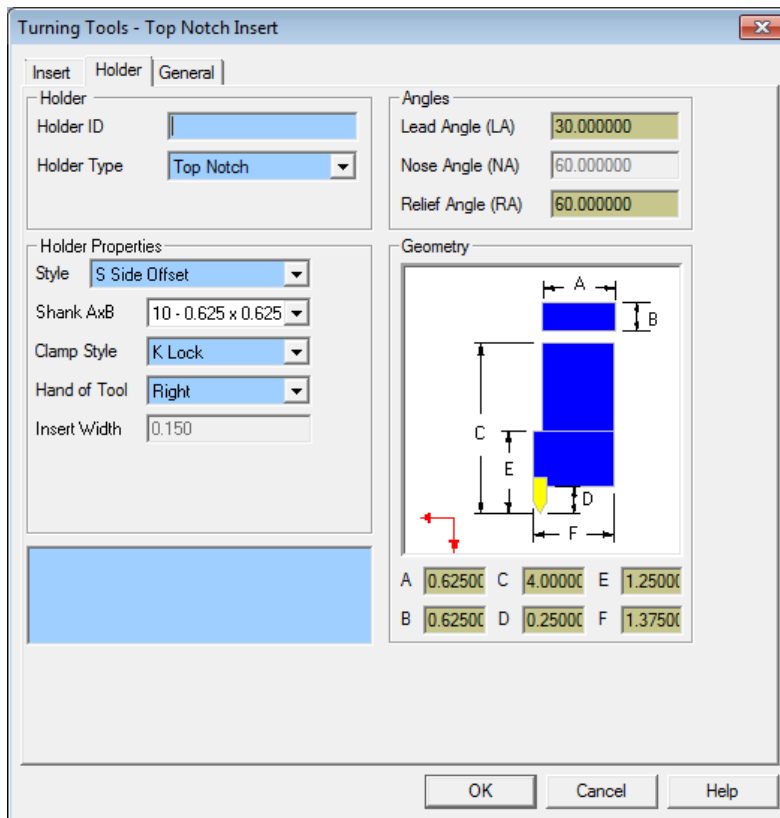 Turning Tools - Top Notch Insert
Insert Holder General
Holder
Holder ID
Holder Type Top Notch
Angles
Lead Angle (LA) 30.000000
Nose Angle (NA) 60.000000
Relief Angle (RA) 60.000000
Holder Properties
Style S Side Offset
Shank AxB 10 - 0.625 x 0.625
Clamp Style K Lock
Hand of Tool Right
Insert Width 0.150
Geometry
A
B
C
E
D
F
A 0.62500 C 4.00000 E 1.25000
B 0.62500 D 0.25000 F 1.37500
OK Cancel Help